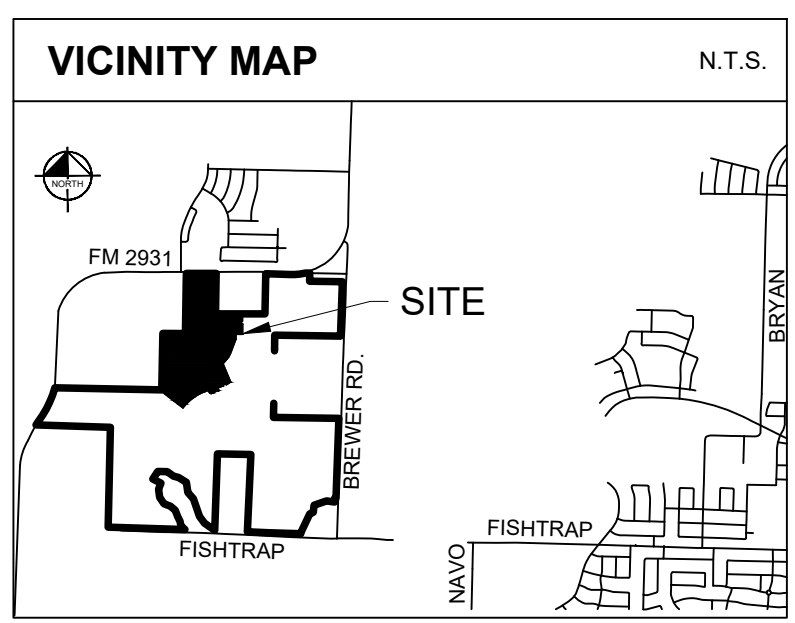 VICINITY MAP
N.T.S.
NORTH
FM 2931
SITE
BRYAN
BREWER RD.
FISHTRAP
FISHTRAP
NAVO